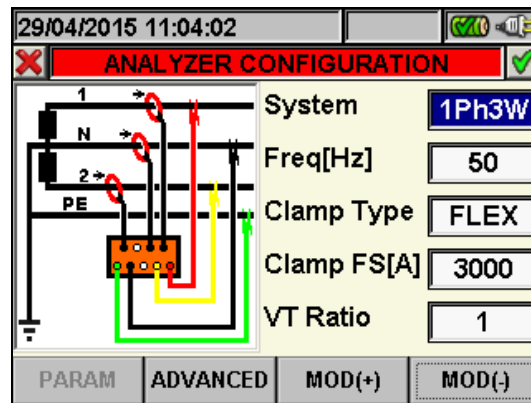 29/04/2015 11:04:02
ANALYZER CONFIGURATION
1
N
2
PE
System 1Ph3W
Freq[Hz] 50
Clamp Type FLEX
Clamp FS[A] 3000
VT Ratio 1
PARAM ADVANCED MOD(+) MOD(-)